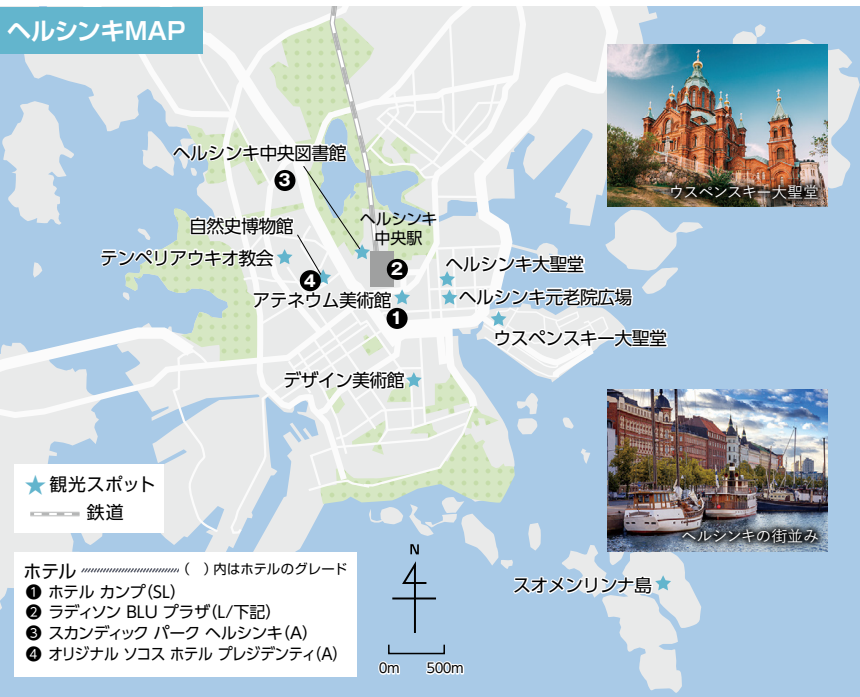 ヘルシンキMAP
ウスペンスキー大聖堂
ヘルシンキ中央図書館
❸
自然史博物館
ヘルシンキ
中央駅
テンペリアウキオ教会
❹
❷
ヘルシンキ大聖堂
アテネウム美術館
ヘルシンキ元老院広場
❶
ウスペンスキー大聖堂
デザイン美術館
ヘルシンキの街並み
スオメンリンナ島
観光スポット
鉄道
ホテル ( )内はホテルのグレード
❶ ホテル カンプ(SL)
❷ ラディソン BLU プラザ(L/下記)
❸ スカンディック パーク ヘルシンキ(A)
❹ オリジナル ソコス ホテル プレジデンティ(A)
N
0m 500m